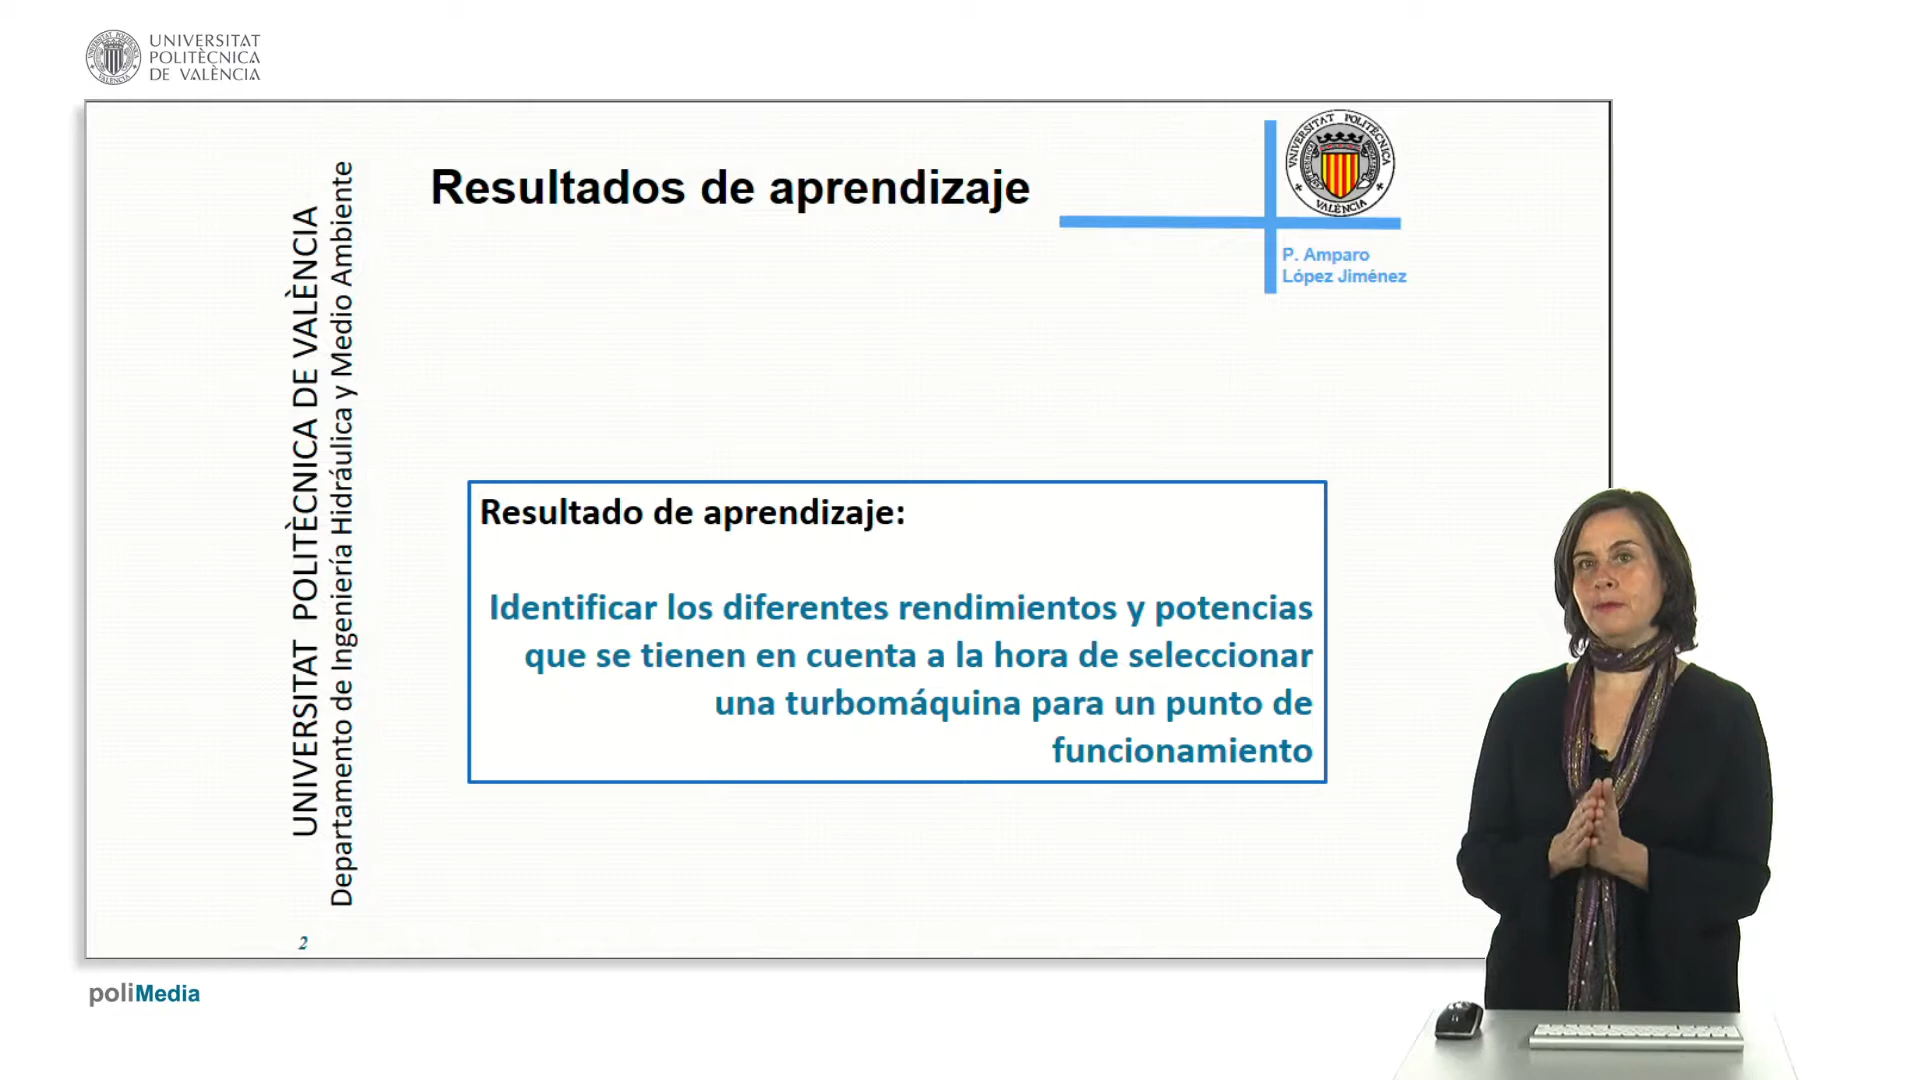 UNIVERSITAT
POLITÈCNICA
DE VALÈNCIA
Resultados de aprendizaje
UNIVERSITAT POLITÈCNICA VALÈNCIA
P. Amparo
López Jiménez
UNIVERSITAT POLITÈCNICA DE VALÈNCIA
Departamento de Ingeniería Hidráulica y Medio Ambiente
Resultado de aprendizaje:
Identificar los diferentes rendimientos y potencias
que se tienen en cuenta a la hora de seleccionar
una turbomáquina para un punto de
funcionamiento
2
poliMedia